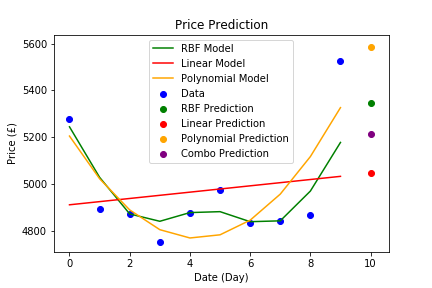 Price Prediction
RBF Model
Linear Model
Polynomial Model
Data
RBF Prediction
Linear Prediction
Polynomial Prediction
Combo Prediction
Price (£)
5600
5400
5200
5000
4800
0 2 4 6 8 10
Date (Day)